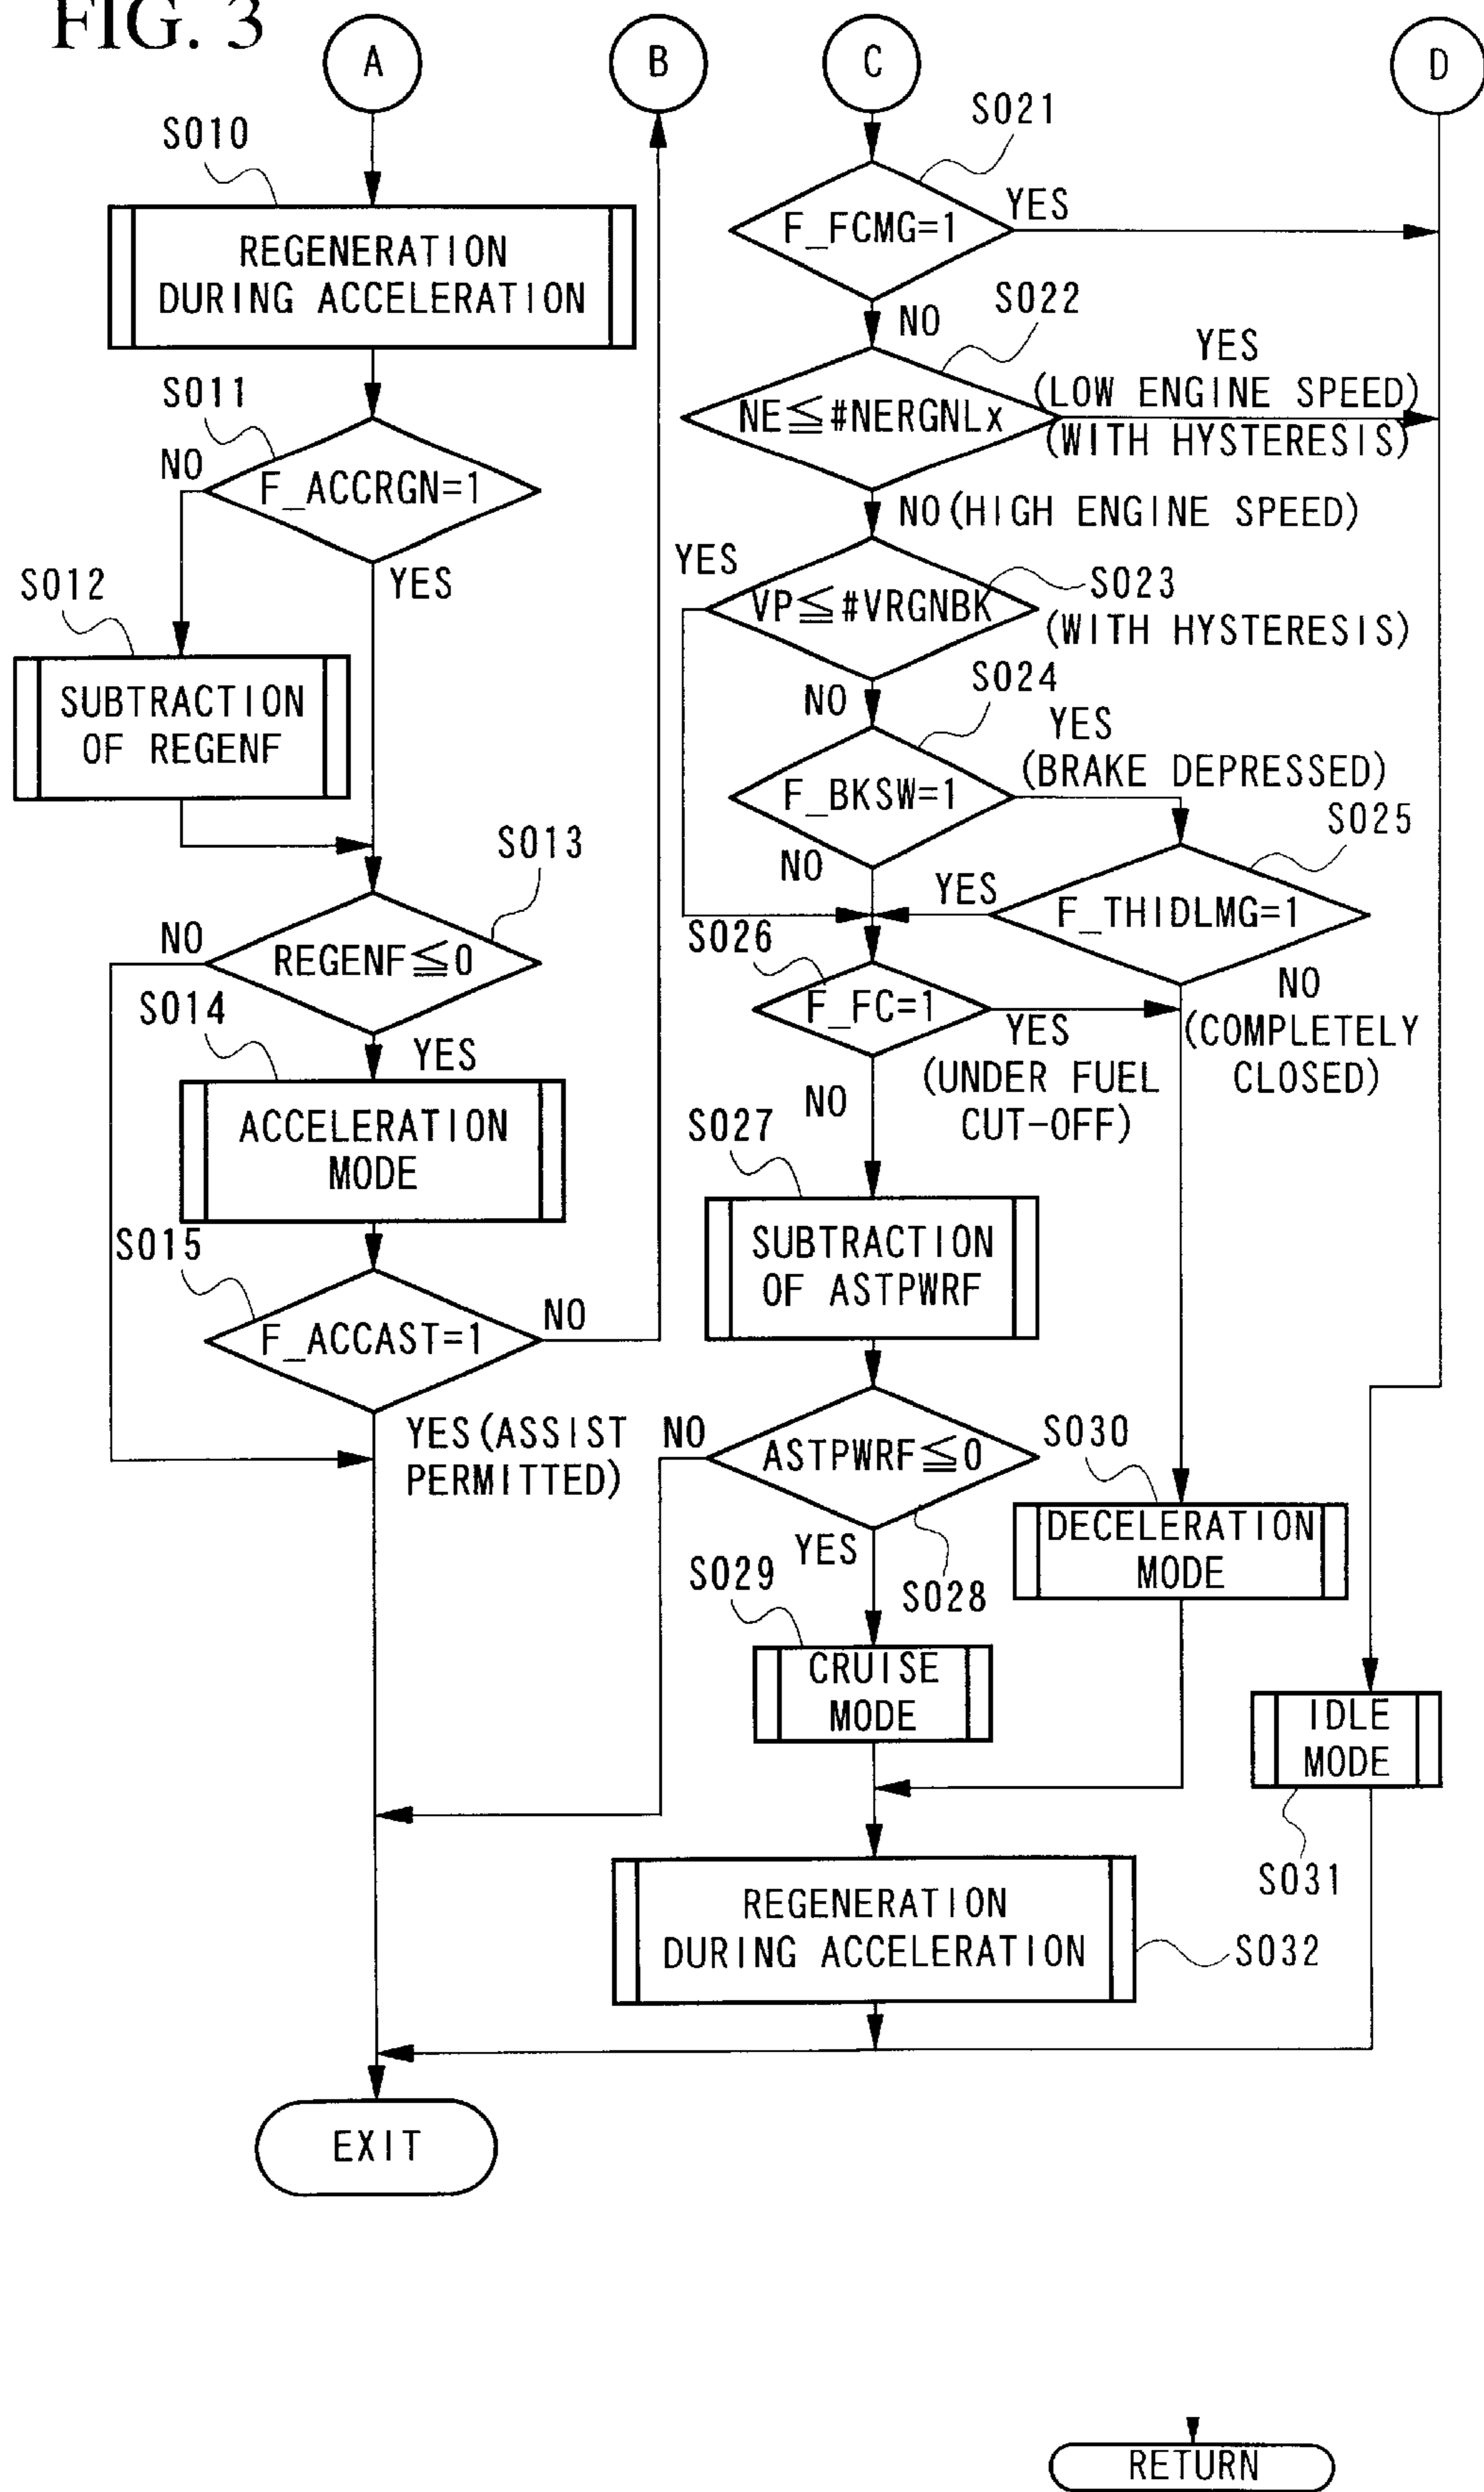 FIG. 3
A
B
C
D
S010
REGENERATION
DURING ACCELERATION
S011
NO
F_ACCRGN=1
YES
S012
SUBTRACTION
OF REGENF
S013
NO
REGENF≦0
S014
YES
ACCELERATION
MODE
S015
F_ACCAST=1
NO
YES(ASSIST
PERMITTED)
S021
F_FCMG=1
YES
NO
S022
NE≦#NERGNLx
YES
(LOW ENGINE SPEED)
(WITH HYSTERESIS)
NO(HIGH ENGINE SPEED)
YES
VP≦#VRGNBK
S023
(WITH HYSTERESIS)
NO
S024
F_BKSW=1
YES
(BRAKE DEPRESSED)
NO
S025
YES
F_THIDLMG=1
NO
(COMPLETELY
CLOSED)
S026
F_FC=1
YES
(UNDER FUEL
CUT-OFF)
NO
S027
SUBTRACTION
OF ASTPWRF
NO
ASTPWRF≦0
YES
S028
S029
CRUISE
MODE
S030
DECELERATION
MODE
IDLE
MODE
S031
REGENERATION
DURING ACCELERATION
S032
EXIT
RETURN